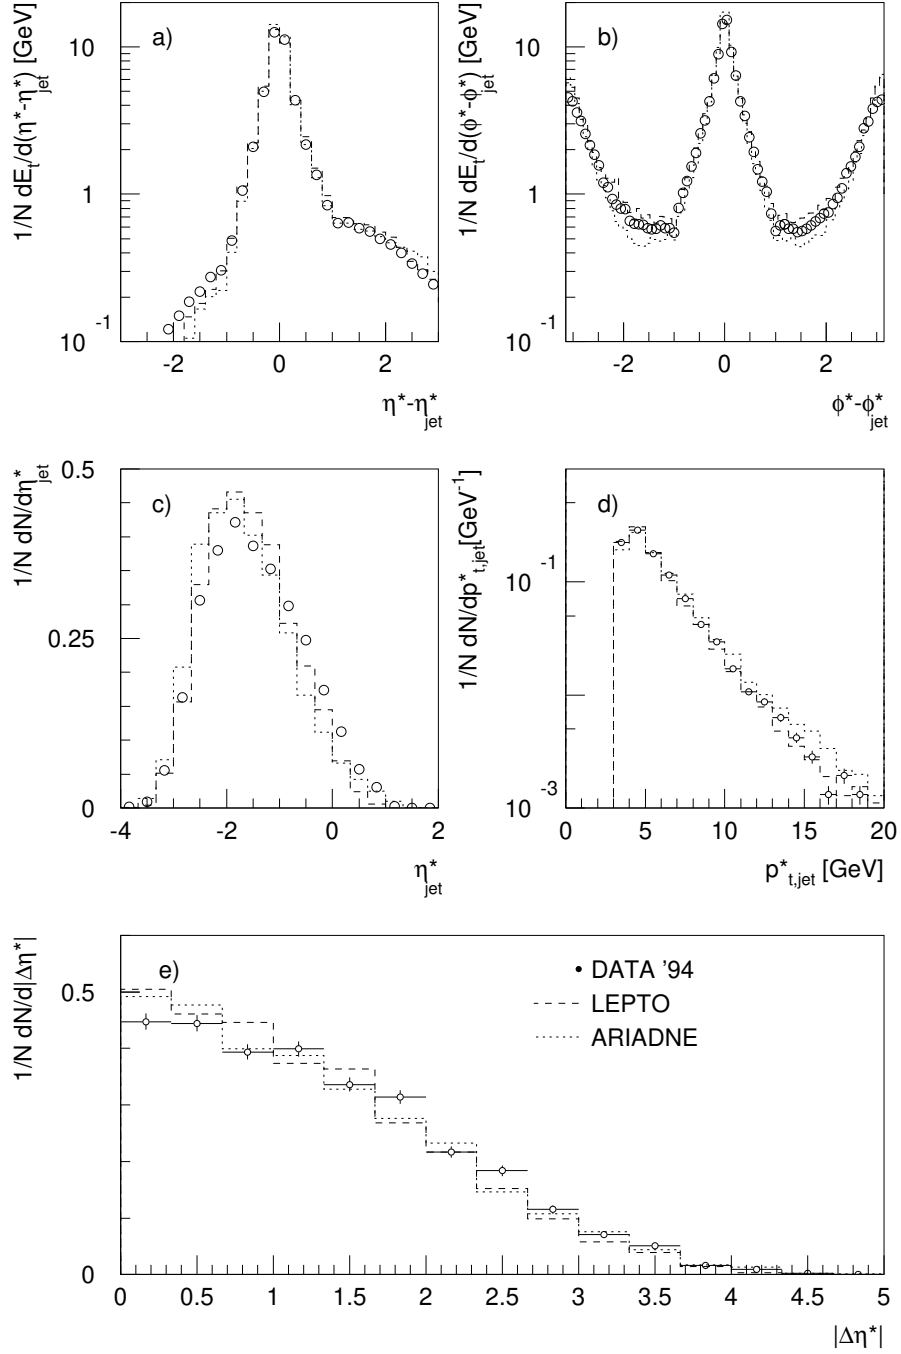 1/N dE_t/d(η*-η*_jet) [GeV]
a)
10
1
10^-1
-2 0 2
η*-η*_jet
1/N dE_t/d(ϕ*-ϕ*_jet) [GeV]
b)
10
1
10^-1
-2 0 2
ϕ*-ϕ*_jet
1/N dN/dη*_jet
c)
0.5
0.25
0
-4 -2 0 2
η*_jet
1/N dN/dp*_t,jet[GeV^-1]
d)
10^-1
10^-3
0 5 10 15 20
p*_t,jet [GeV]
1/N dN/d|Δη*|
e)
DATA '94
LEPTO
ARIADNE
0.5
0
0 0.5 1 1.5 2 2.5 3 3.5 4 4.5 5
|Δη*|